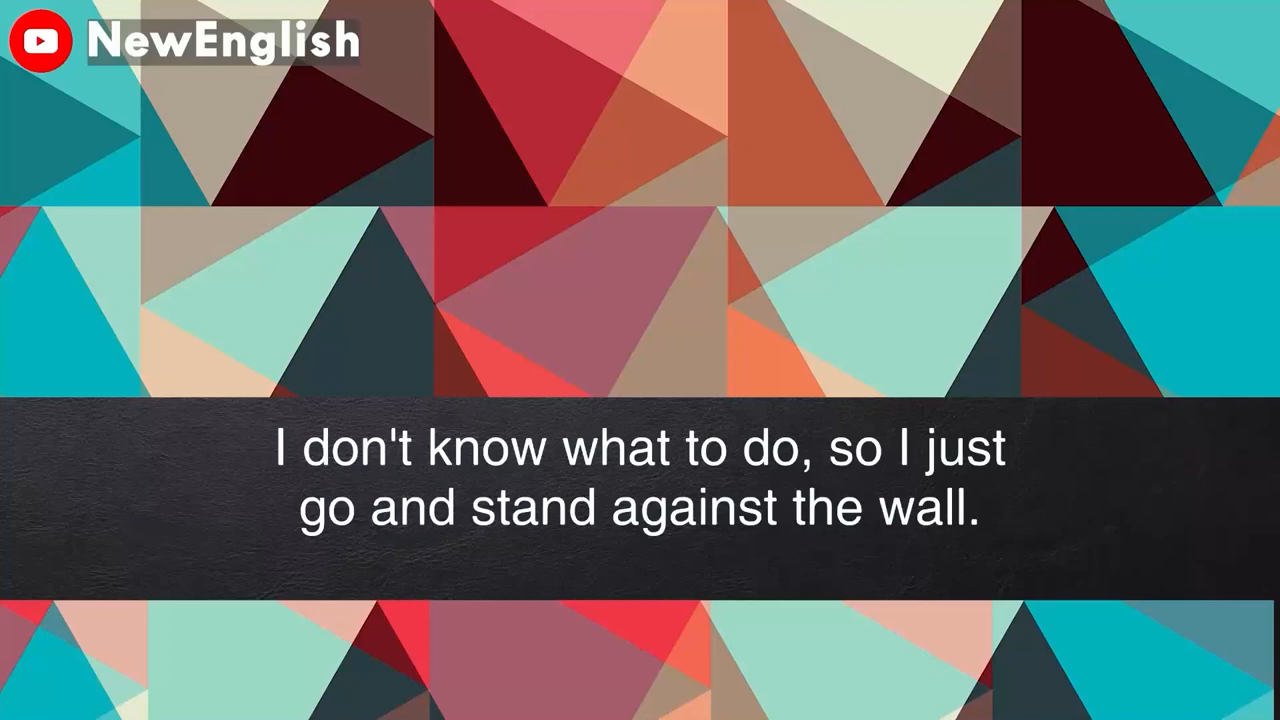 NewEnglish
I don't know what to do, so I just
go and stand against the wall.